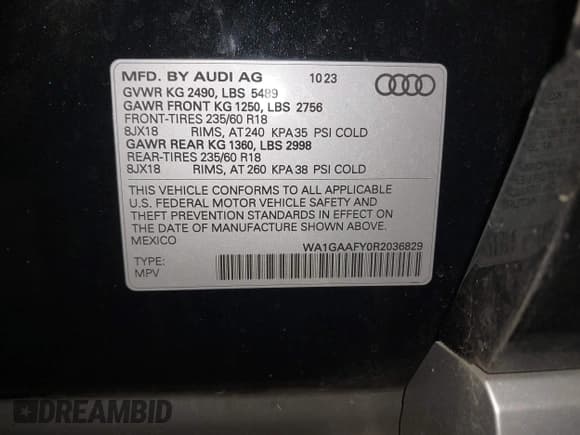 MFD. BY AUDI AG 10 23
GVWR KG 2490, LBS 5489
GAWR FRONT KG 1250, LBS 2756
FRONT-TIRES 235/60 R18
8JX18 RIMS, AT 240 KPA 35 PSI COLD
GAWR REAR KG 1360, LBS 2998
REAR-TIRES 235/60 R18
8JX18 RIMS, AT 260 KPA 38 PSI COLD
THIS VEHICLE CONFORMS TO ALL APPLICABLE
U.S. FEDERAL MOTOR VEHICLE SAFETY AND
THEFT PREVENTION STANDARDS IN EFFECT ON
THE DATE OF MANUFACTURE SHOWN ABOVE.
MEXICO
WA1GAAFY0R2036829
TYPE:
MPV
DREAMBID